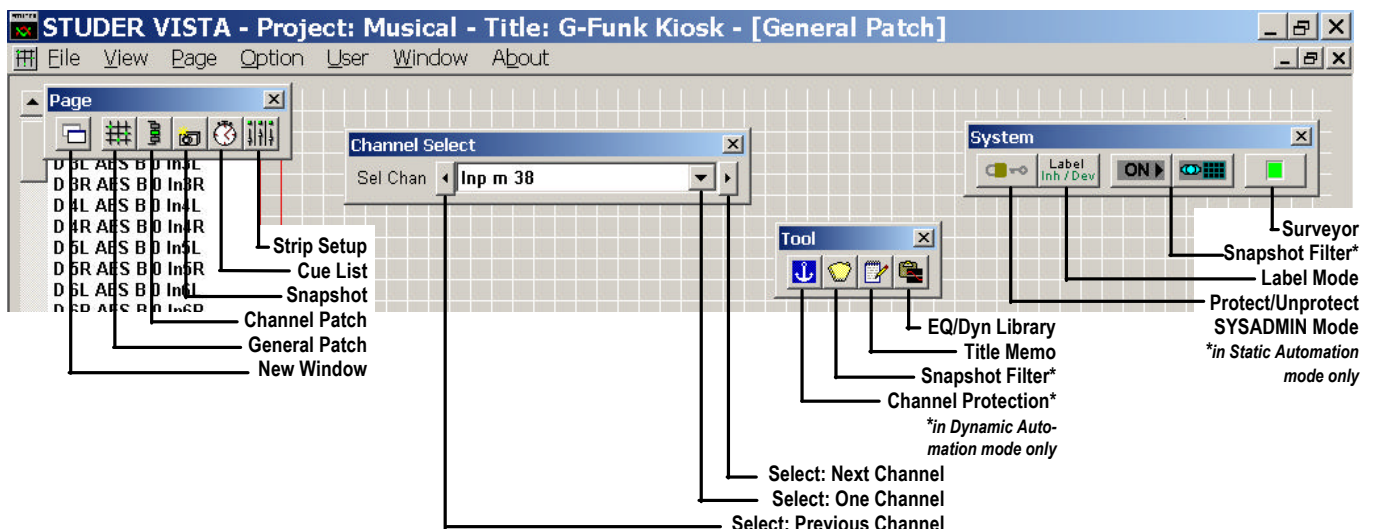 STUDER VISTA - Project: Musical - Title: G-Funk Kiosk - [General Patch]
File View Page Option User Window About
Page
Channel Select
Sel Chan Inp m 38
System
Label
Inh / Dev
ON
Tool
D 3L AES B 0 In3L
D 3R AES B 0 In3R
D 4L AES B 0 In4L
D 4R AES B 0 In4R
D 5L AES B 0 In5L
D 5R AES B 0 In5R
D 6L AES B 0 In6L
D 6R AES B 0 In6R
Strip Setup
Cue List
Snapshot
Channel Patch
General Patch
New Window
Surveyor
Snapshot Filter*
Label Mode
Protect/Unprotect
SYSADMIN Mode
*in Static Automation
mode only
EQ/Dyn Library
Title Memo
Snapshot Filter*
Channel Protection*
*in Dynamic Auto-
mation mode only
Select: Next Channel
Select: One Channel
Select: Previous Channel